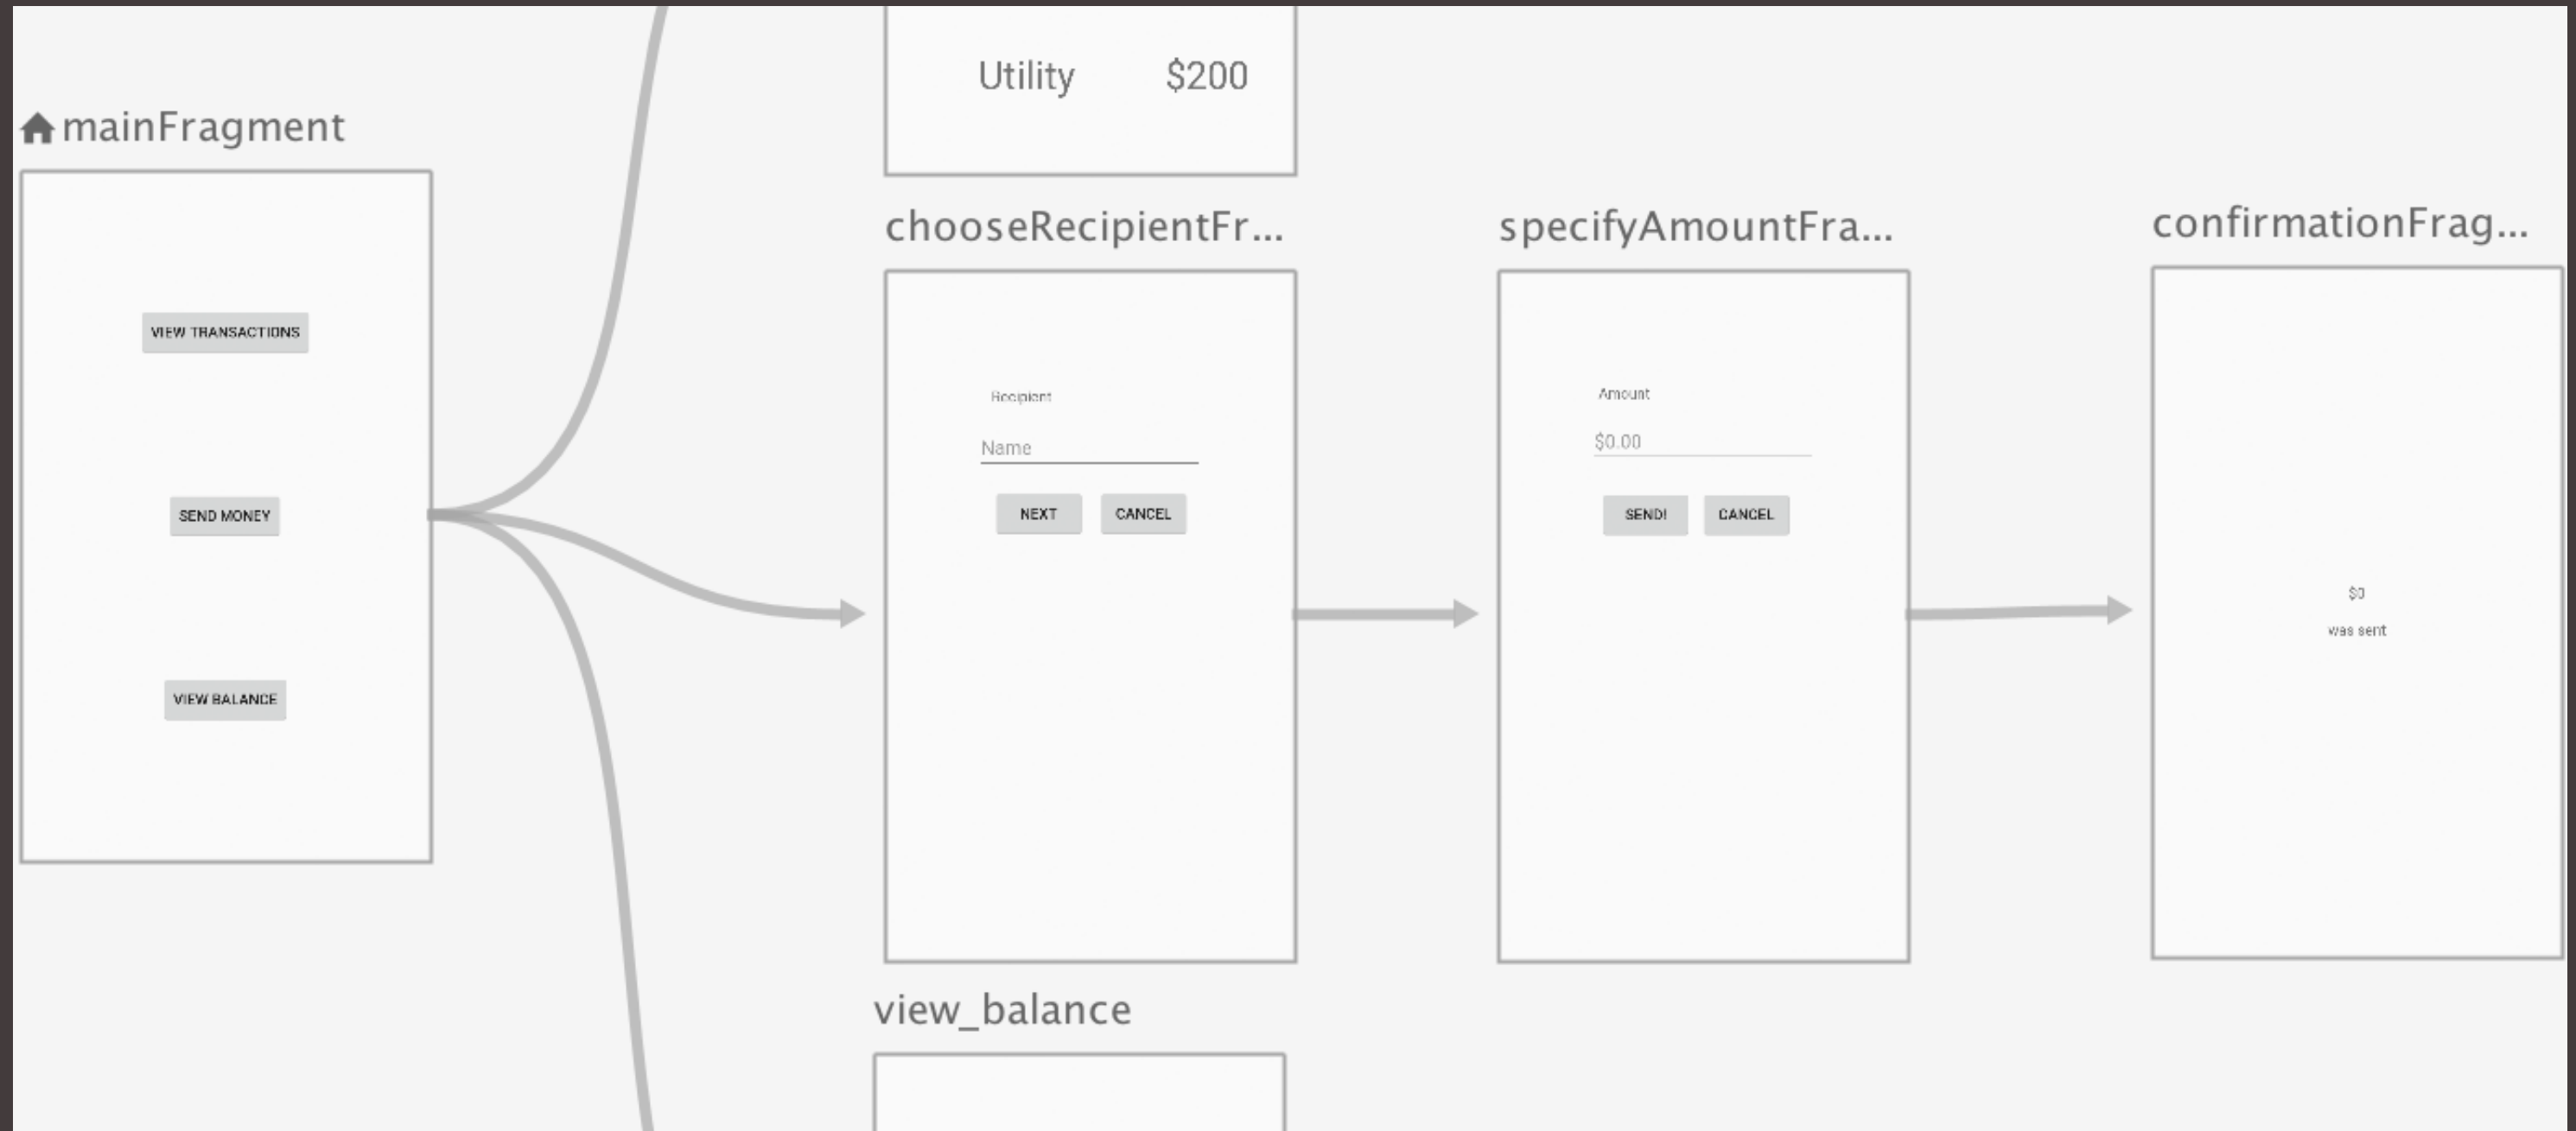 mainFragment
VIEW TRANSACTIONS
SEND MONEY
VIEW BALANCE
Utility $200
chooseRecipientFr...
Recipient
Name
NEXT CANCEL
specifyAmountFra...
Amount
$0.00
SEND! CANCEL
confirmationFrag...
$0
was sent
view_balance